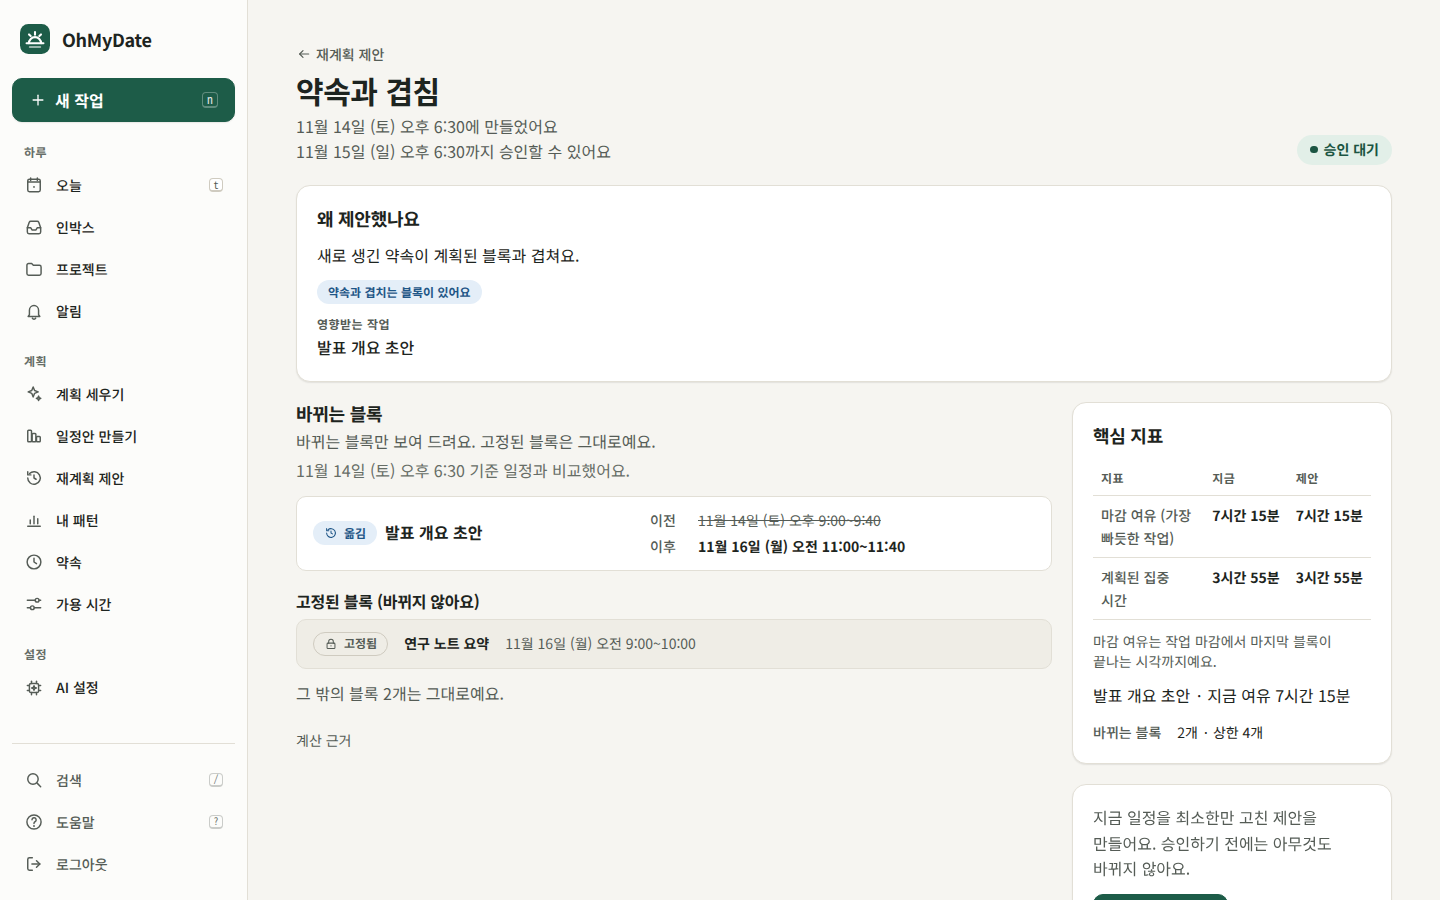 OhMyDate
새 작업 n
하루
오늘 t
인박스
프로젝트
알림
계획
계획 세우기
일정안 만들기
재계획 제안
내 패턴
약속
가용 시간
설정
AI 설정
검색 /
도움말 ?
로그아웃
← 재계획 제안
약속과 겹침
11월 14일 (토) 오후 6:30에 만들었어요
11월 15일 (일) 오후 6:30까지 승인할 수 있어요
승인 대기
왜 제안했나요
새로 생긴 약속이 계획된 블록과 겹쳐요.
약속과 겹치는 블록이 있어요
영향받는 작업
발표 개요 초안
바뀌는 블록
바뀌는 블록만 보여 드려요. 고정된 블록은 그대로예요.
11월 14일 (토) 오후 6:30 기준 일정과 비교했어요.
옮김 발표 개요 초안
이전 11월 14일 (토) 오후 9:00~9:40
이후 11월 16일 (월) 오전 11:00~11:40
고정된 블록 (바뀌지 않아요)
고정됨 연구 노트 요약 11월 16일 (월) 오전 9:00~10:00
그 밖의 블록 2개는 그대로예요.
계산 근거
핵심 지표
지표 지금 제안
마감 여유 (가장 7시간 15분 7시간 15분
빠듯한 작업)
계획된 집중 3시간 55분 3시간 55분
시간
마감 여유는 작업 마감에서 마지막 블록이
끝나는 시각까지예요.
발표 개요 초안 · 지금 여유 7시간 15분
바뀌는 블록 2개 · 상한 4개
지금 일정을 최소한만 고친 제안을
만들어요. 승인하기 전에는 아무것도
바뀌지 않아요.